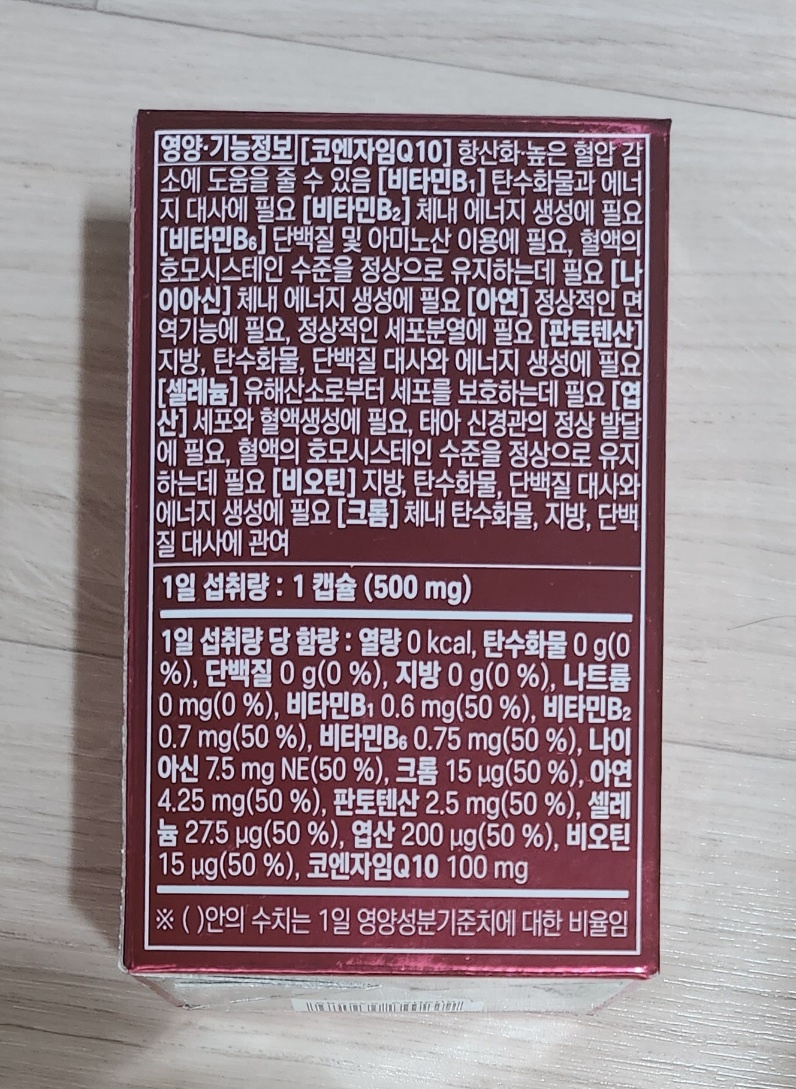 영양·기능정보 [코엔자임Q10] 항산화·높은 혈압 감
소에 도움을 줄 수 있음 [비타민B₁] 탄수화물과 에너
지 대사에 필요 [비타민B₂] 체내 에너지 생성에 필요
[비타민B₆] 단백질 및 아미노산 이용에 필요, 혈액의
호모시스테인 수준을 정상으로 유지하는데 필요 [나
이아신] 체내 에너지 생성에 필요 [아연] 정상적인 면
역기능에 필요, 정상적인 세포분열에 필요 [판토텐산]
지방, 탄수화물, 단백질 대사와 에너지 생성에 필요
[셀레늄] 유해산소로부터 세포를 보호하는데 필요 [엽
산] 세포와 혈액생성에 필요, 태아 신경관의 정상 발달
에 필요, 혈액의 호모시스테인 수준을 정상으로 유지
하는데 필요 [비오틴] 지방, 탄수화물, 단백질 대사와
에너지 생성에 필요 [크롬] 체내 탄수화물, 지방, 단백
질 대사에 관여
1일 섭취량 : 1 캡슐 (500 mg)
1일 섭취량 당 함량 : 열량 0 kcal, 탄수화물 0 g(0
%), 단백질 0 g(0 %), 지방 0 g(0 %), 나트륨
0 mg(0 %), 비타민B₁ 0.6 mg(50 %), 비타민B₂
0.7 mg(50 %), 비타민B₆ 0.75 mg(50 %), 나이
아신 7.5 mg NE(50 %), 크롬 15 μg(50 %), 아연
4.25 mg(50 %), 판토텐산 2.5 mg(50 %), 셀레
늄 27.5 μg(50 %), 엽산 200 μg(50 %), 비오틴
15 μg(50 %), 코엔자임Q10 100 mg
※ ( )안의 수치는 1일 영양성분기준치에 대한 비율임